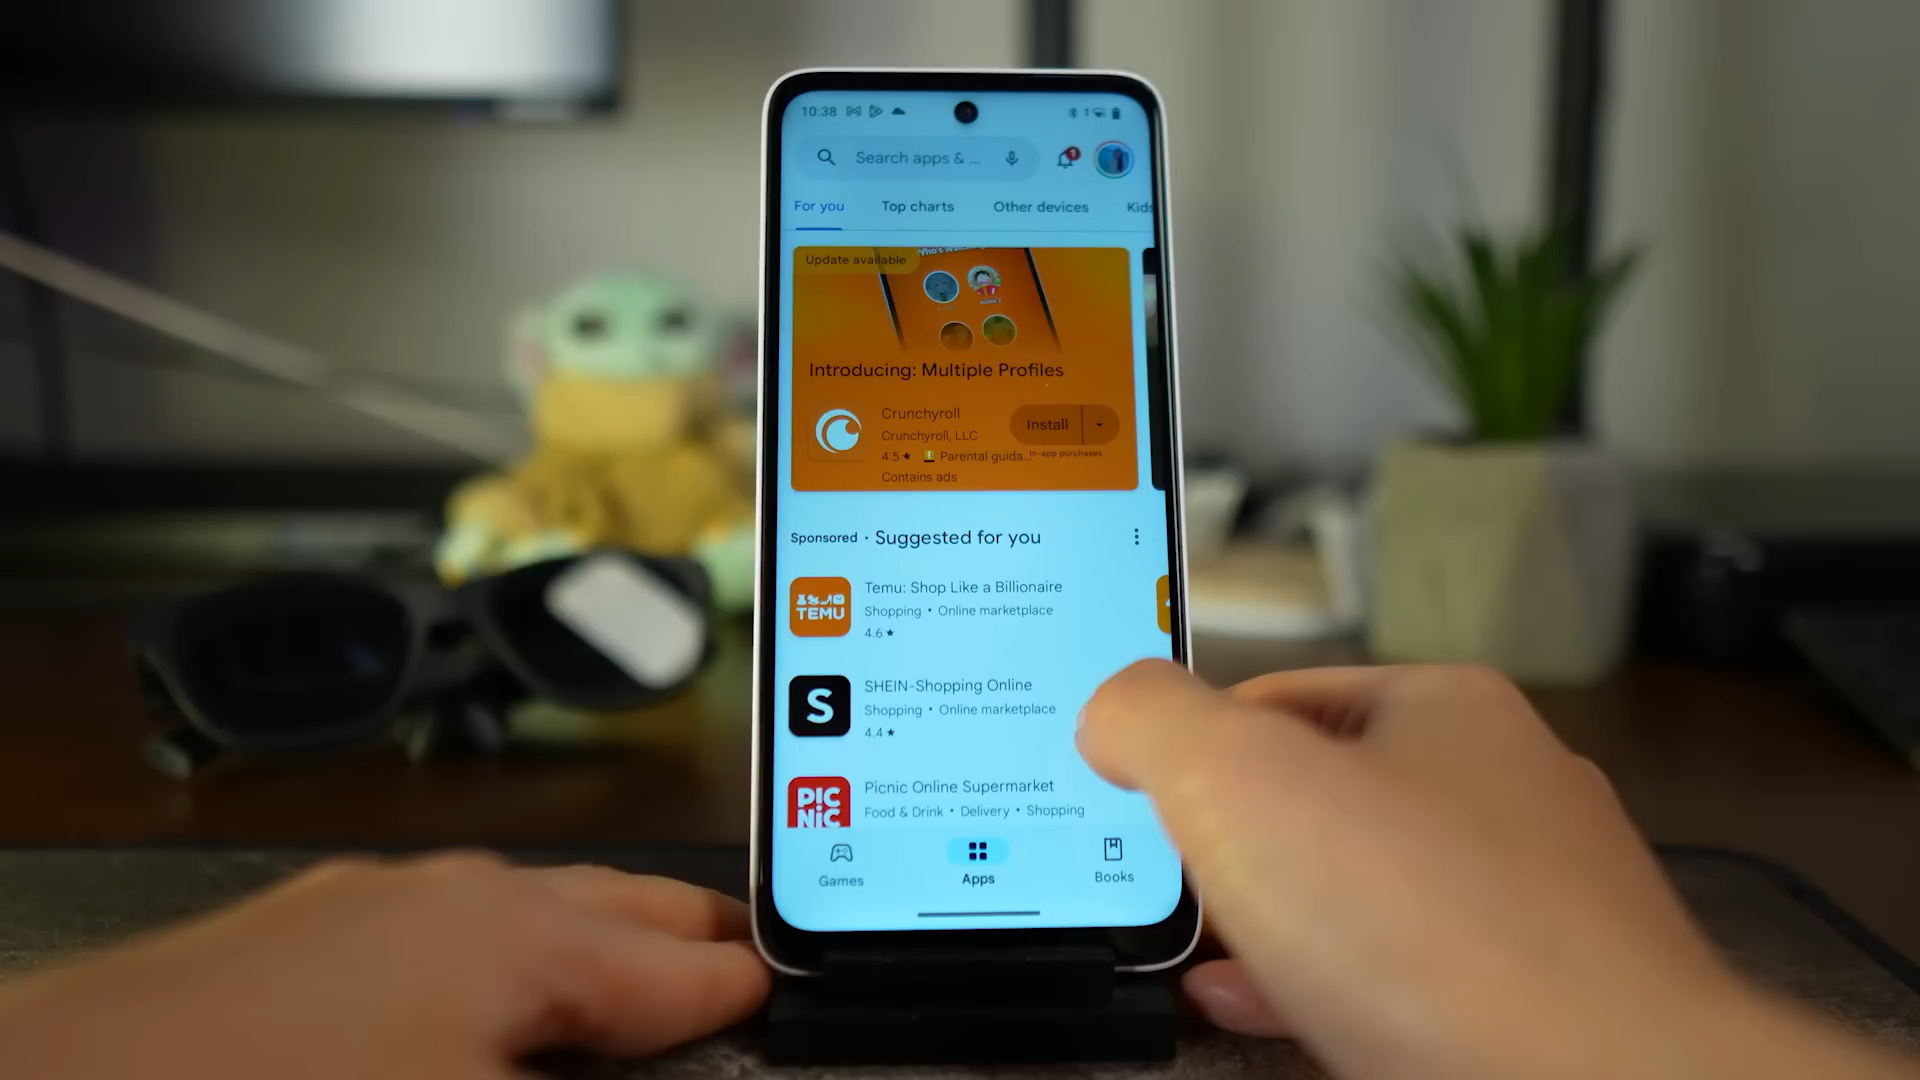 10:38
Search apps & ...
1
For you
Top charts
Other devices
Kids
Update available
Who's
Introducing: Multiple Profiles
Crunchyroll
Install
Crunchyroll, LLC
4.5★ Parental guida...
In-app purchases
Contains ads
Sponsored · Suggested for you
TEMU
Temu: Shop Like a Billionaire
Shopping • Online marketplace
4.6★
S
SHEIN-Shopping Online
Shopping • Online marketplace
4.4★
PIC
NiC
Picnic Online Supermarket
Food & Drink • Delivery • Shopping
Games
Apps
Books